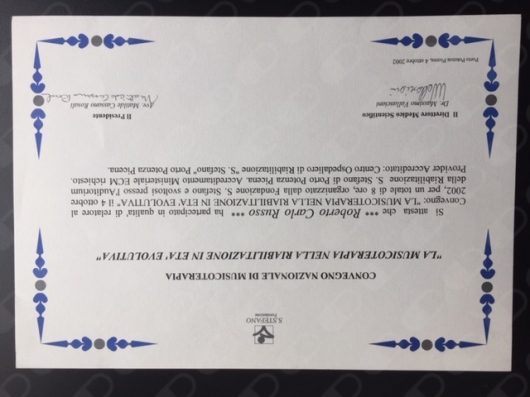 S.STEFANO
Fondazione
CONVEGNO NAZIONALE DI MUSICOTERAPIA
"LA MUSICOTERAPIA NELLA RIABILITAZIONE IN ETA' EVOLUTIVA"
Si attesta che *** Roberto Carlo Russo *** ha partecipato in qualita' di relatore al
Convegno: "LA MUSICOTERAPIA NELLA RIABILITAZIONE IN ETA' EVOLUTIVA" il 4 ottobre
2002, per un totale di 8 ore, organizzato dalla Fondazione S. Stefano e svoltosi presso l'Auditorium
della Riabilitazione S. Stefano di Porto Potenza Picena. Accreditamento Ministeriale ECM richiesto.
Provider Accreditato: Centro Ospedaliero di Riabilitazione "S. Stefano" Porto Potenza Picena.
Il Direttore Medico Scientifico
Dr. Massimo Vallasciani
Il Presidente
Avv. Matilde Cassano Ronal
Porto Potenza Picena, 4 ottobre 2002